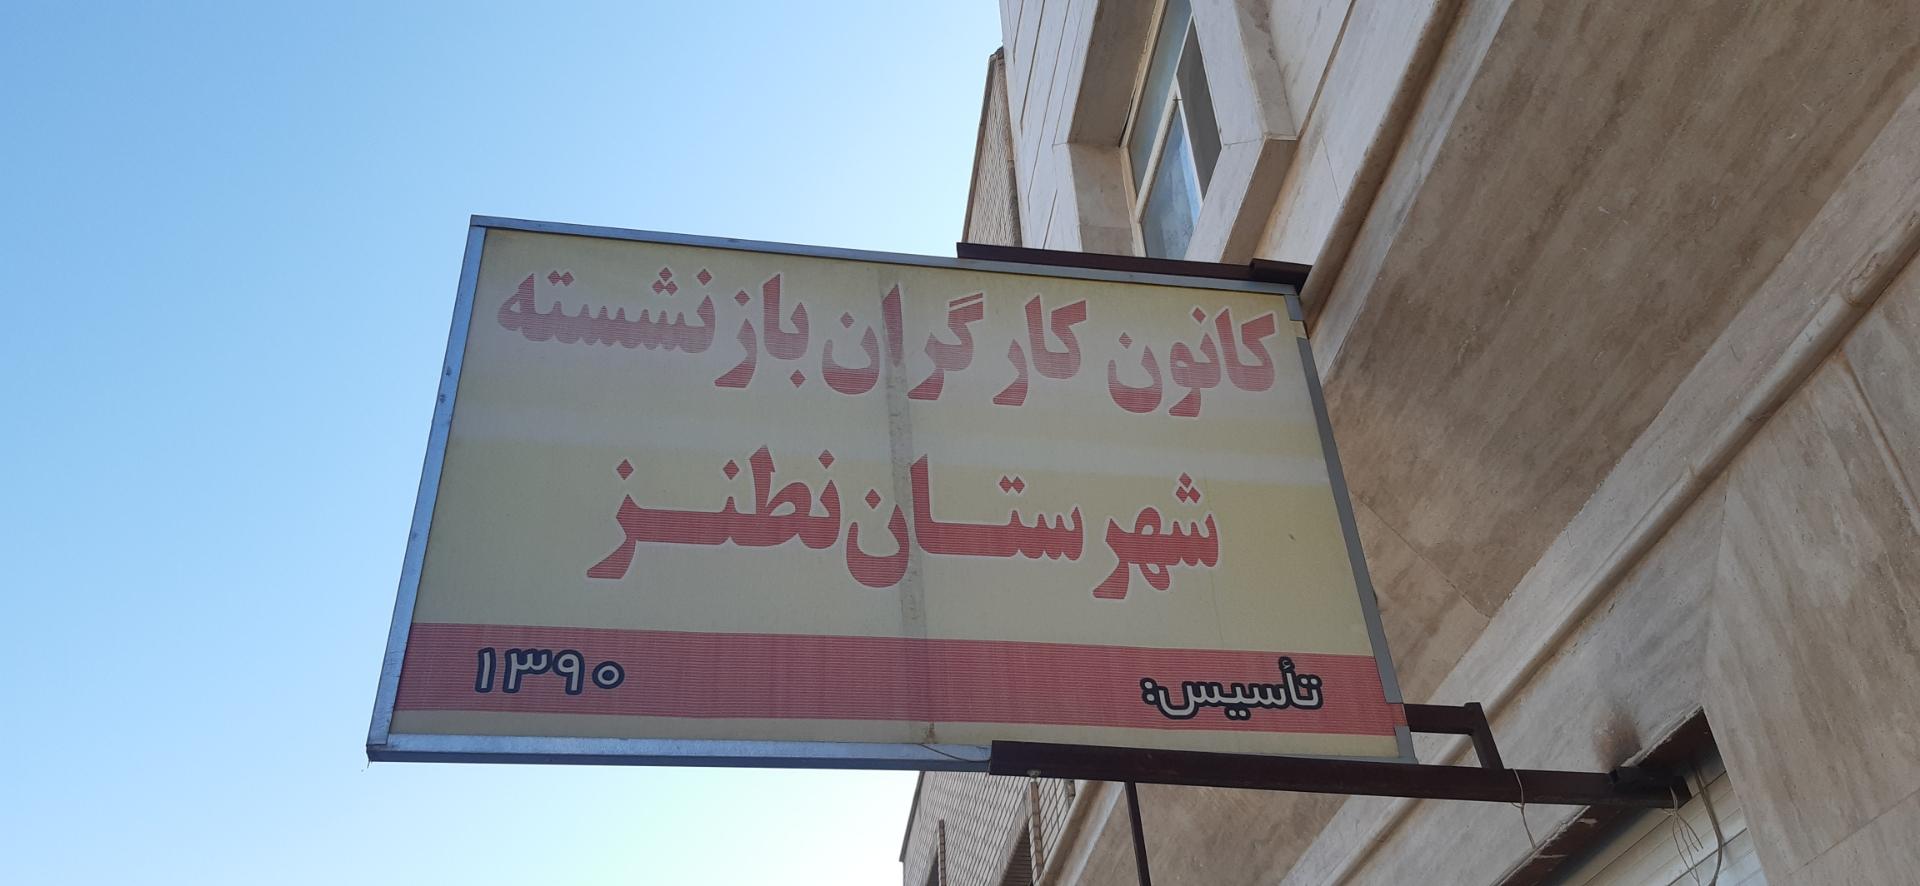 کانون کارگران بازنشسته
شهرستان نطنز
تأسیس: ۱۳۹۰